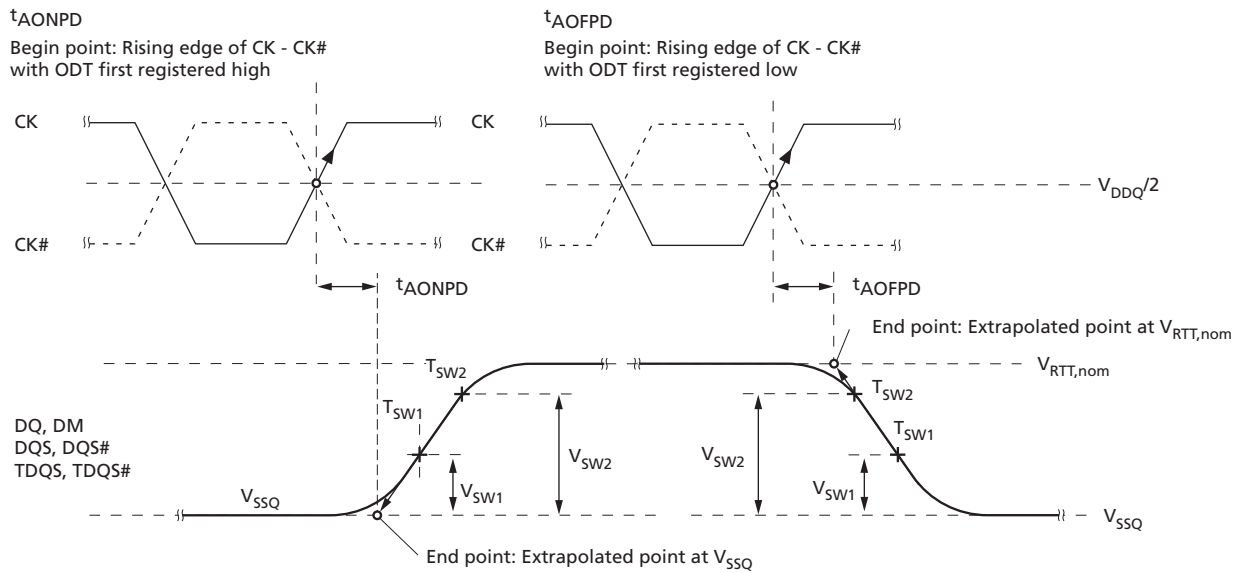 tAONPD
Begin point: Rising edge of CK - CK#
with ODT first registered high
tAOFPD
Begin point: Rising edge of CK - CK#
with ODT first registered low
CK
CK
VDDQ/2
CK#
CK#
tAONPD
tAOFPD
End point: Extrapolated point at VRTT,nom
TSW2
VRTT,nom
TSW2
TSW1
TSW1
DQ, DM
DQS, DQS#
TDQS, TDQS#
VSW2
VSW2
VSW1
VSW1
VSSQ
VSSQ
End point: Extrapolated point at VSSQ